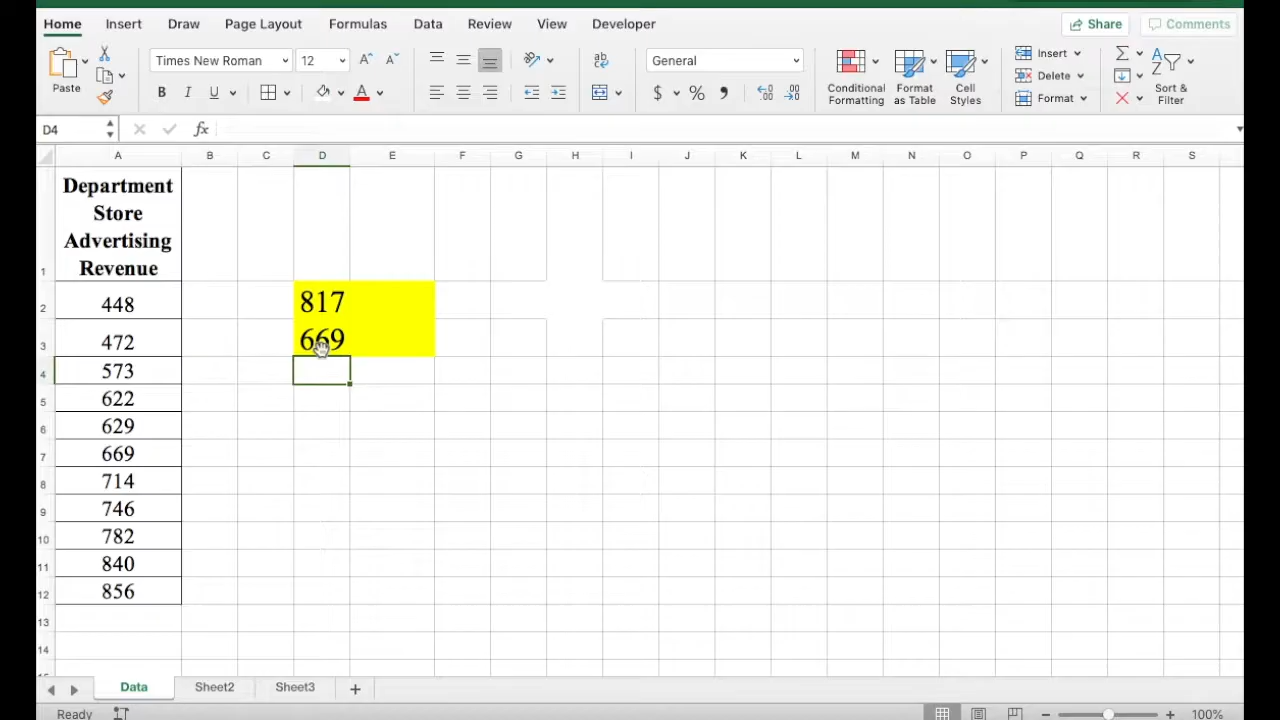 Home Insert Draw Page Layout Formulas Data Review View Developer Share Comments
Times New Roman 12 General Insert
Delete
Paste B I U A $ % Conditional Formatting Format as Table Cell Styles Format Sort & Filter
D4 fx
A B C D E F G H I J K L M N O P Q R S
Department
Store
Advertising
1 Revenue
2 448 817
3 472 669
4 573
5 622
6 629
7 669
8 714
9 746
10 782
11 840
12 856
13
14
Data Sheet2 Sheet3 +
Ready 100%